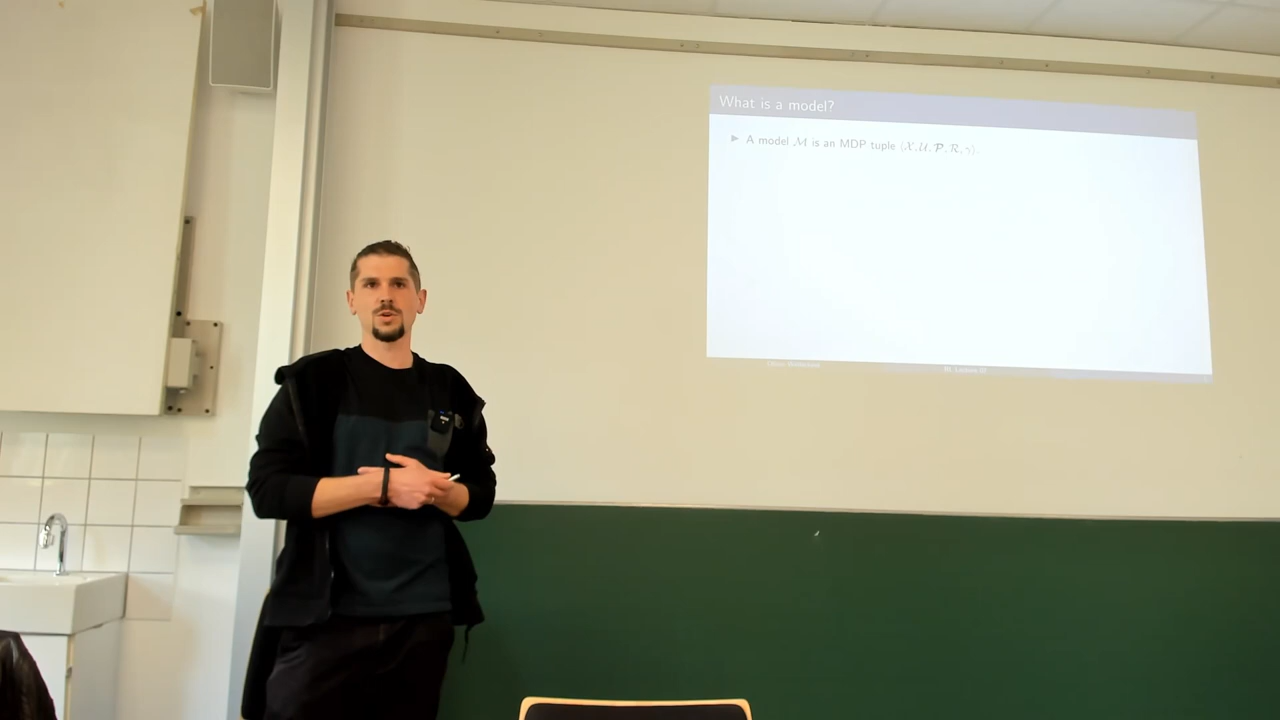 What is a model?
► A model ℳ is an MDP tuple ⟨𝒳, 𝒰, 𝒫, ℛ, γ⟩.